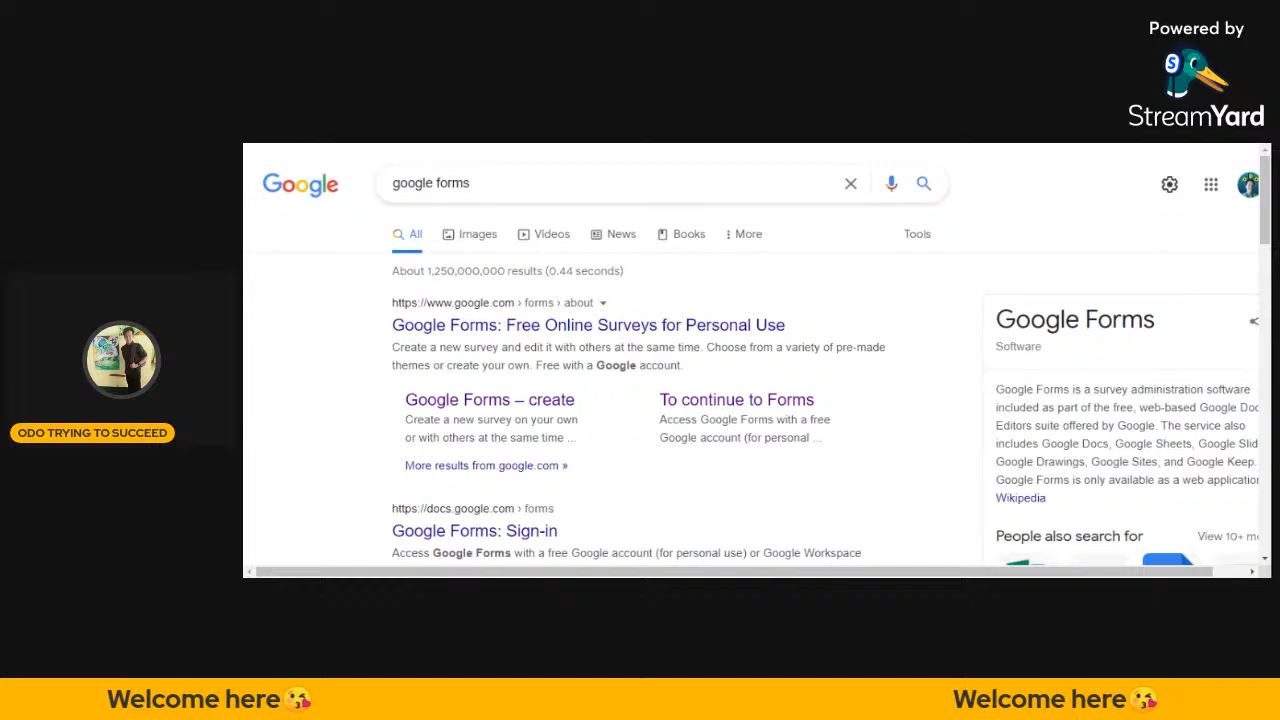 Powered by
StreamYard
Google
google forms
All Images Videos News Books More Tools
About 1,250,000,000 results (0.44 seconds)
https://www.google.com › forms › about
Google Forms: Free Online Surveys for Personal Use
Create a new survey and edit it with others at the same time. Choose from a variety of pre-made
themes or create your own. Free with a Google account.
Google Forms – create
Create a new survey on your own
or with others at the same time ...
To continue to Forms
Access Google Forms with a free
Google account (for personal ...
More results from google.com »
https://docs.google.com › forms
Google Forms: Sign-in
Access Google Forms with a free Google account (for personal use) or Google Workspace
Google Forms
Software
Google Forms is a survey administration software
included as part of the free, web-based Google Doc
Editors suite offered by Google. The service also
includes Google Docs, Google Sheets, Google Slid
Google Drawings, Google Sites, and Google Keep.
Google Forms is only available as a web application
Wikipedia
People also search for View 10+ mo
ODO TRYING TO SUCCEED
Welcome here😘 Welcome here😘